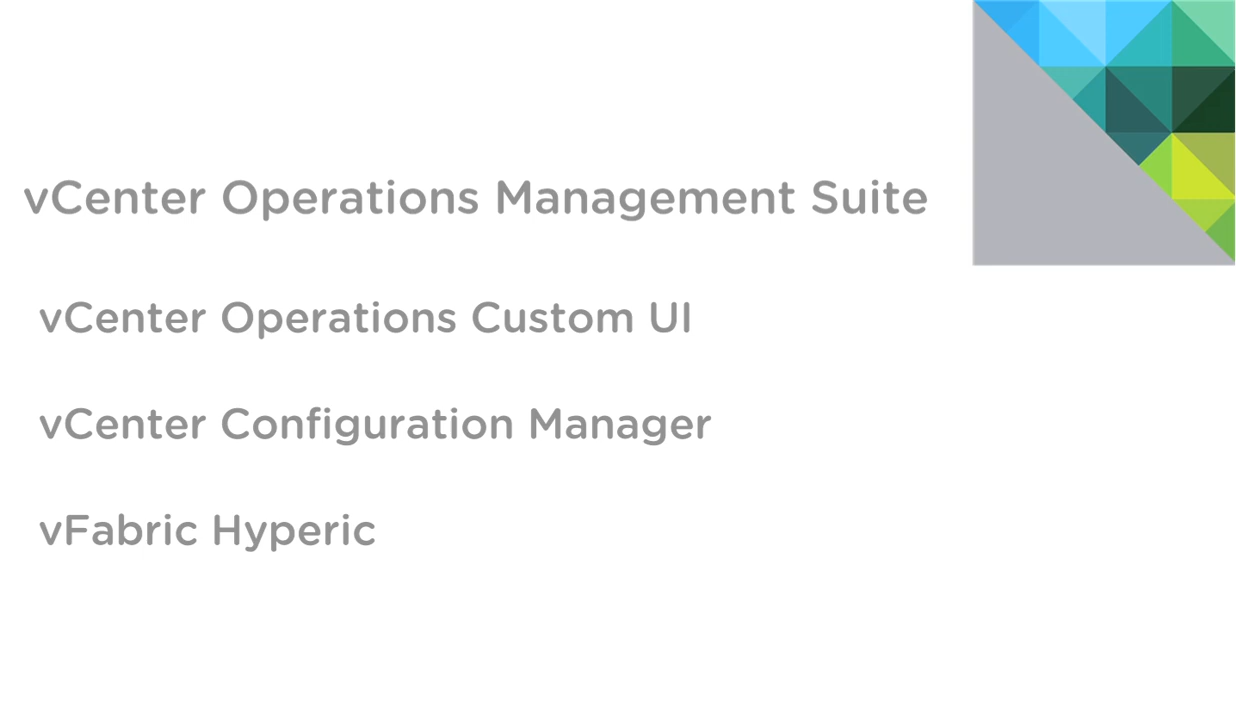 vCenter Operations Management Suite
vCenter Operations Custom UI
vCenter Configuration Manager
vFabric Hyperic